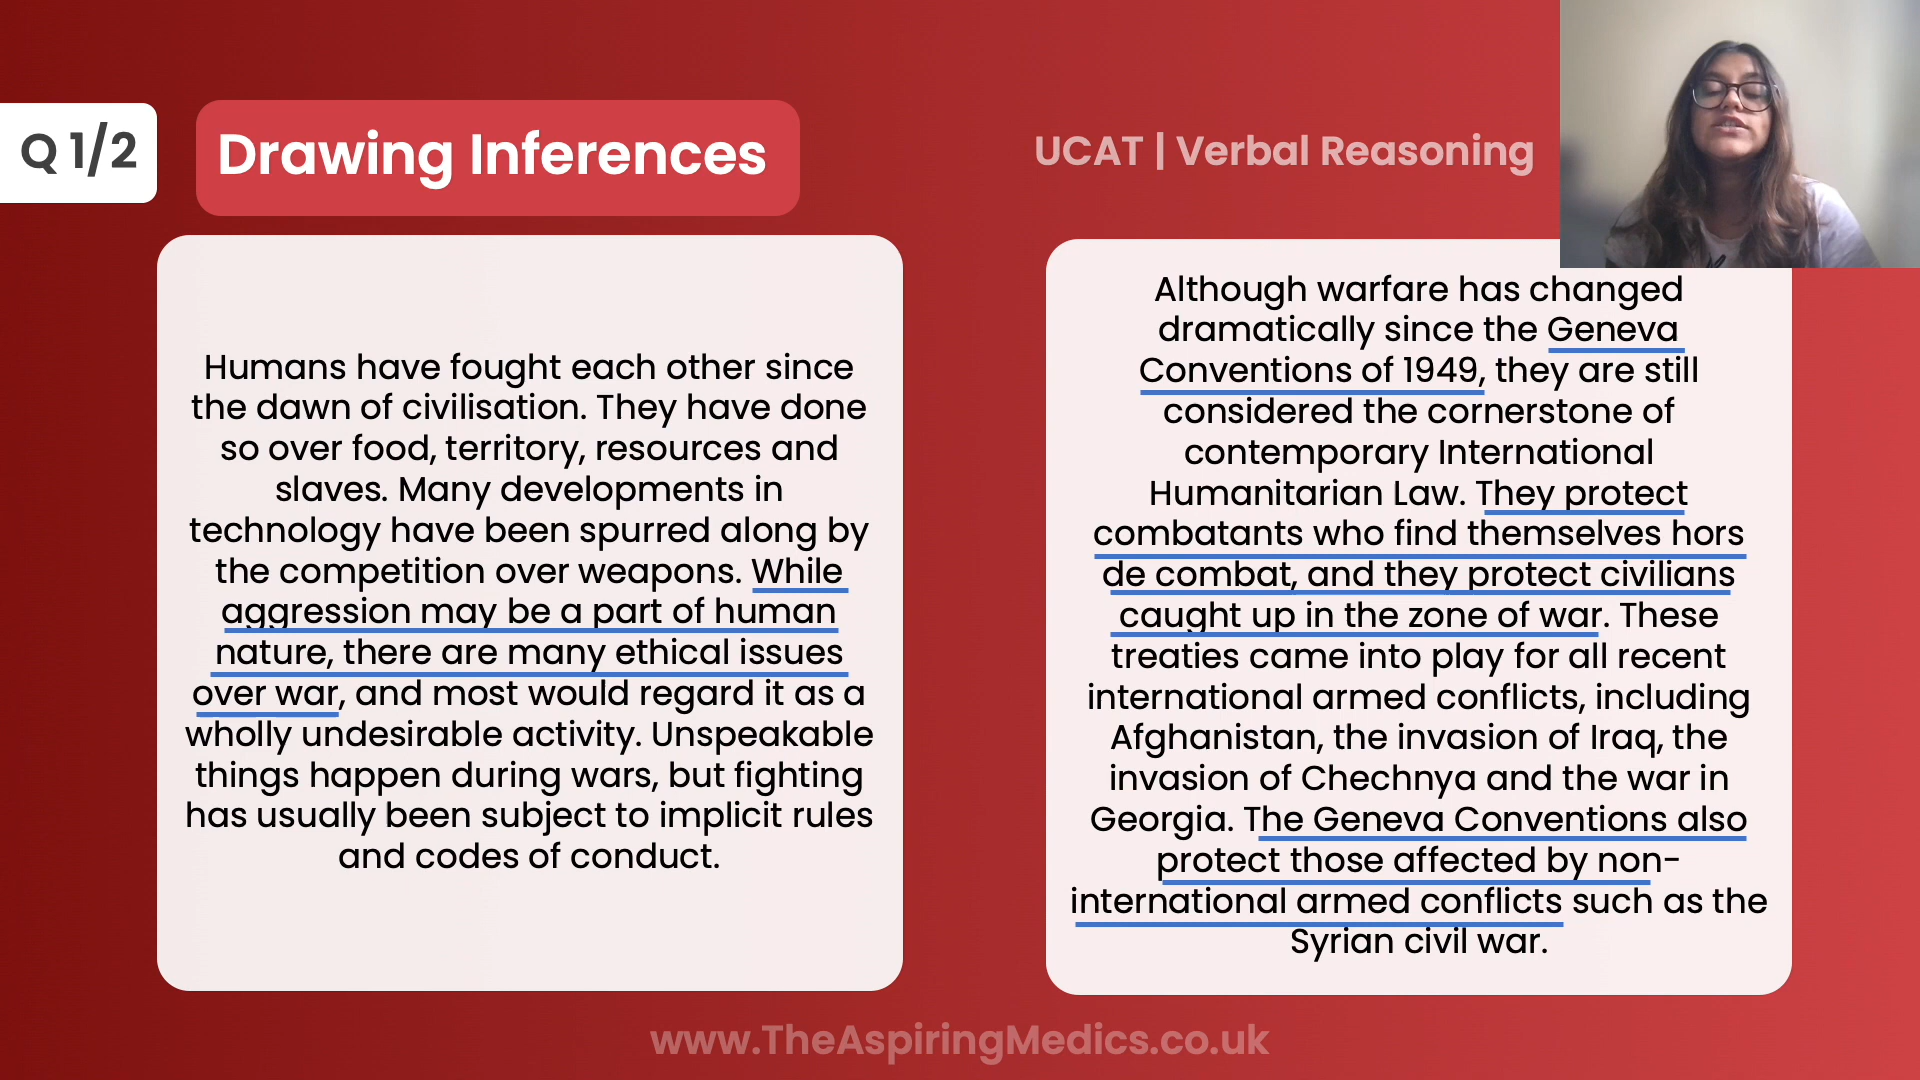 Q 1/2
Drawing Inferences
UCAT | Verbal Reasoning
Humans have fought each other since
the dawn of civilisation. They have done
so over food, territory, resources and
slaves. Many developments in
technology have been spurred along by
the competition over weapons. While
aggression may be a part of human
nature, there are many ethical issues
over war, and most would regard it as a
wholly undesirable activity. Unspeakable
things happen during wars, but fighting
has usually been subject to implicit rules
and codes of conduct.
Although warfare has changed
dramatically since the Geneva
Conventions of 1949, they are still
considered the cornerstone of
contemporary International
Humanitarian Law. They protect
combatants who find themselves hors
de combat, and they protect civilians
caught up in the zone of war. These
treaties came into play for all recent
international armed conflicts, including
Afghanistan, the invasion of Iraq, the
invasion of Chechnya and the war in
Georgia. The Geneva Conventions also
protect those affected by non-
international armed conflicts such as the
Syrian civil war.
www.TheAspiringMedics.co.uk